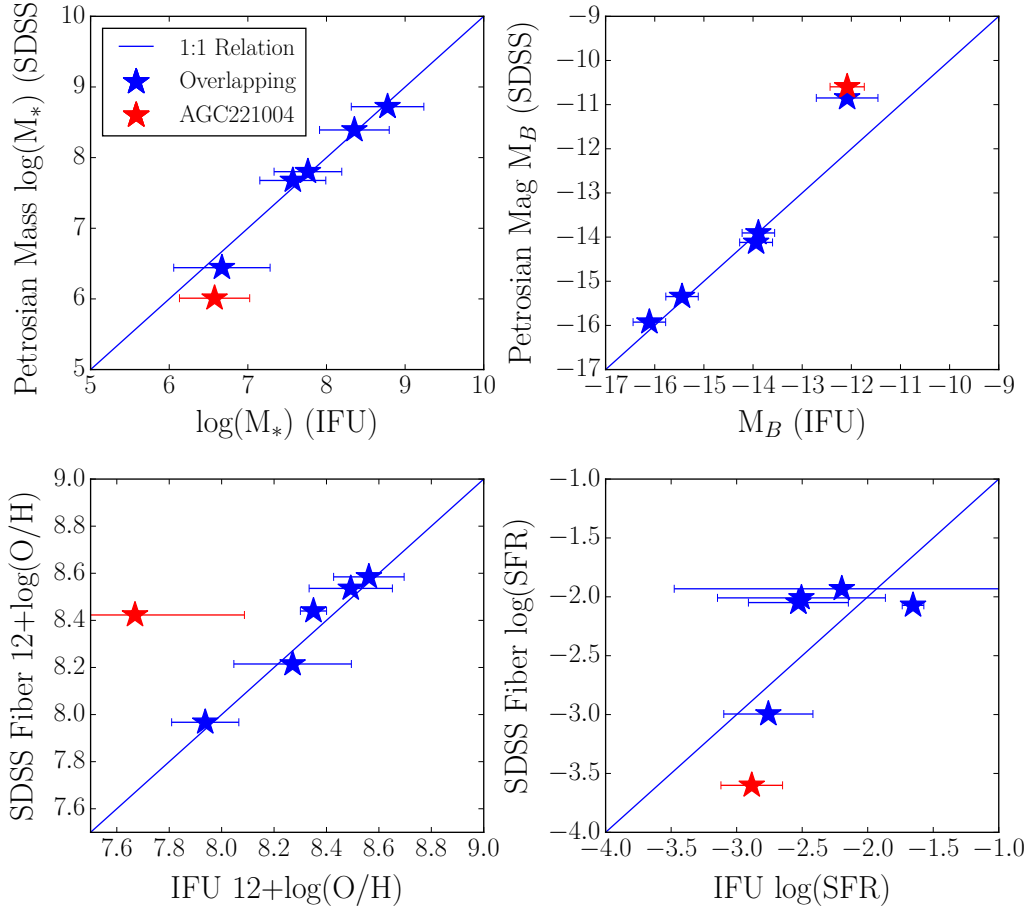 1:1 Relation
Overlapping
AGC221004
Petrosian Mass log(M∗) (SDSS)
10
9
8
7
6
5
5 6 7 8 9 10
log(M∗) (IFU)
Petrosian Mag M_B (SDSS)
−9
−10
−11
−12
−13
−14
−15
−16
−17
−17 −16 −15 −14 −13 −12 −11 −10 −9
M_B (IFU)
SDSS Fiber 12+log(O/H)
9.0
8.8
8.6
8.4
8.2
8.0
7.8
7.6
7.6 7.8 8.0 8.2 8.4 8.6 8.8 9.0
IFU 12+log(O/H)
SDSS Fiber log(SFR)
−1.0
−1.5
−2.0
−2.5
−3.0
−3.5
−4.0
−4.0 −3.5 −3.0 −2.5 −2.0 −1.5 −1.0
IFU log(SFR)